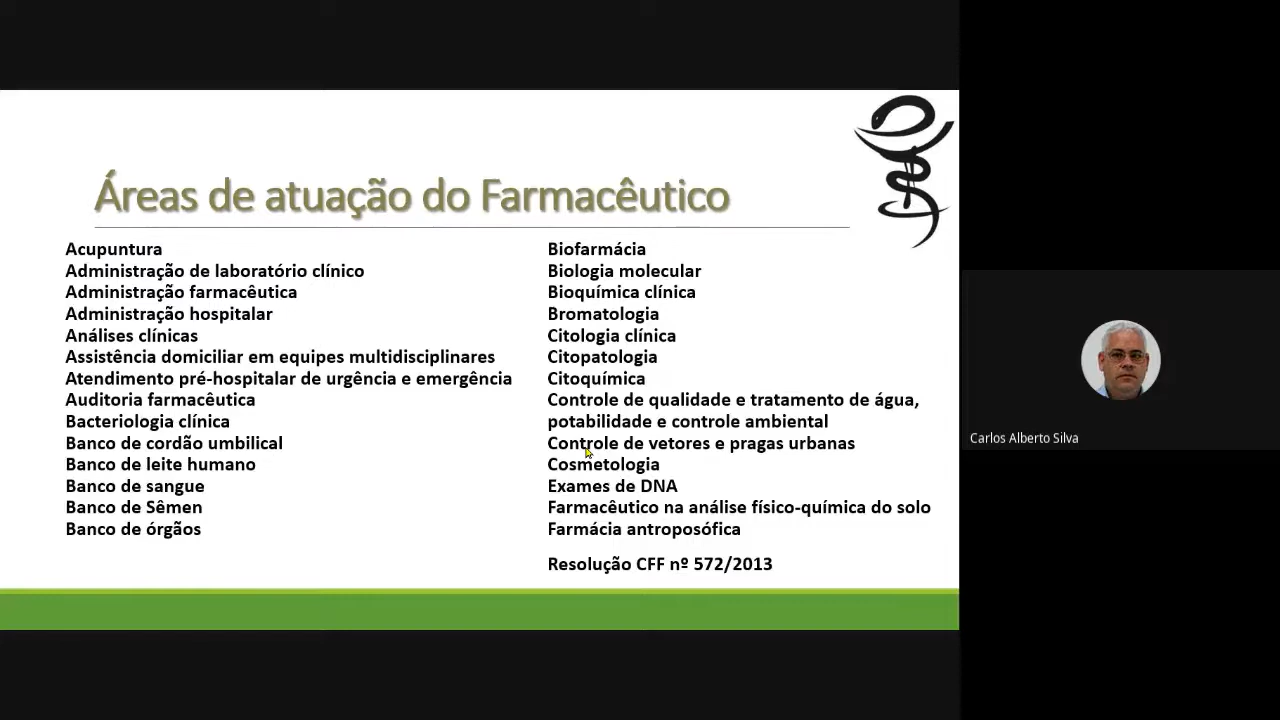 Áreas de atuação do Farmacêutico
Acupuntura
Administração de laboratório clínico
Administração farmacêutica
Administração hospitalar
Análises clínicas
Assistência domiciliar em equipes multidisciplinares
Atendimento pré-hospitalar de urgência e emergência
Auditoria farmacêutica
Bacteriologia clínica
Banco de cordão umbilical
Banco de leite humano
Banco de sangue
Banco de Sêmen
Banco de órgãos
Biofarmácia
Biologia molecular
Bioquímica clínica
Bromatologia
Citologia clínica
Citopatologia
Citoquímica
Controle de qualidade e tratamento de água,
potabilidade e controle ambiental
Controle de vetores e pragas urbanas
Cosmetologia
Exames de DNA
Farmacêutico na análise físico-química do solo
Farmácia antroposófica
Resolução CFF nº 572/2013
Carlos Alberto Silva